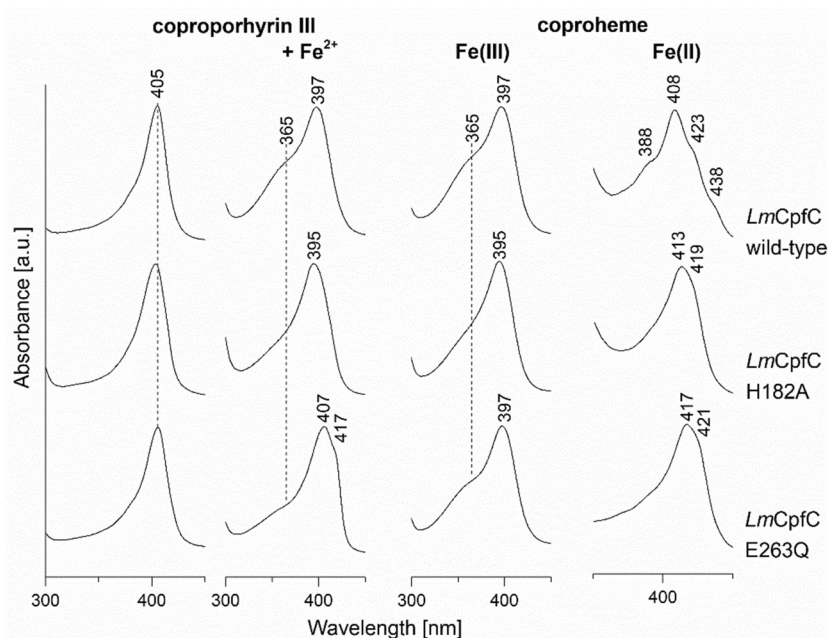 coproporhyrin III
coproheme
+ Fe2+
Fe(III)
Fe(II)
405
365
397
365
397
388
408
423
438
LmCpfC
wild-type
395
395
413
419
LmCpfC
H182A
407
417
397
417
421
LmCpfC
E263Q
Absorbance [a.u.]
300
400
300
400
300
400
400
Wavelength [nm]